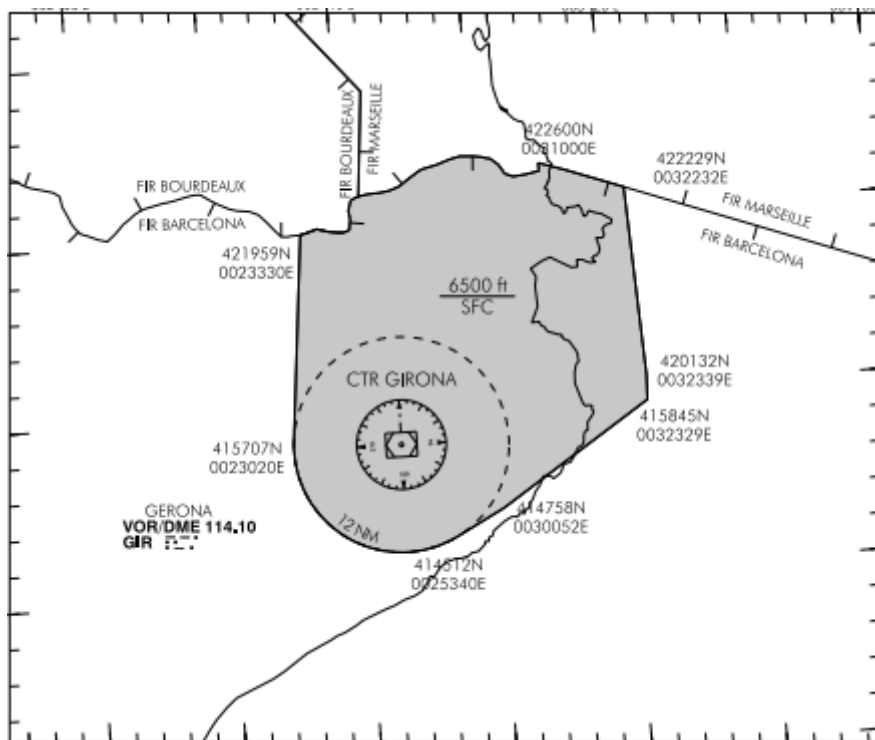 FIR BOURDEAUX
FIR MARSEILLE
422600N
0031000E
422229N
0032232E
FIR BOURDEAUX
FIR BARCELONA
FIR MARSEILLE
FIR BARCELONA
421959N
0023330E
6500 ft
SFC
420132N
0032339E
CTR GIRONA
415845N
0032329E
415707N
0023020E
414758N
0030052E
GERONA
VOR/DME 114.10
GIR
12 NM
414512N
0025340E